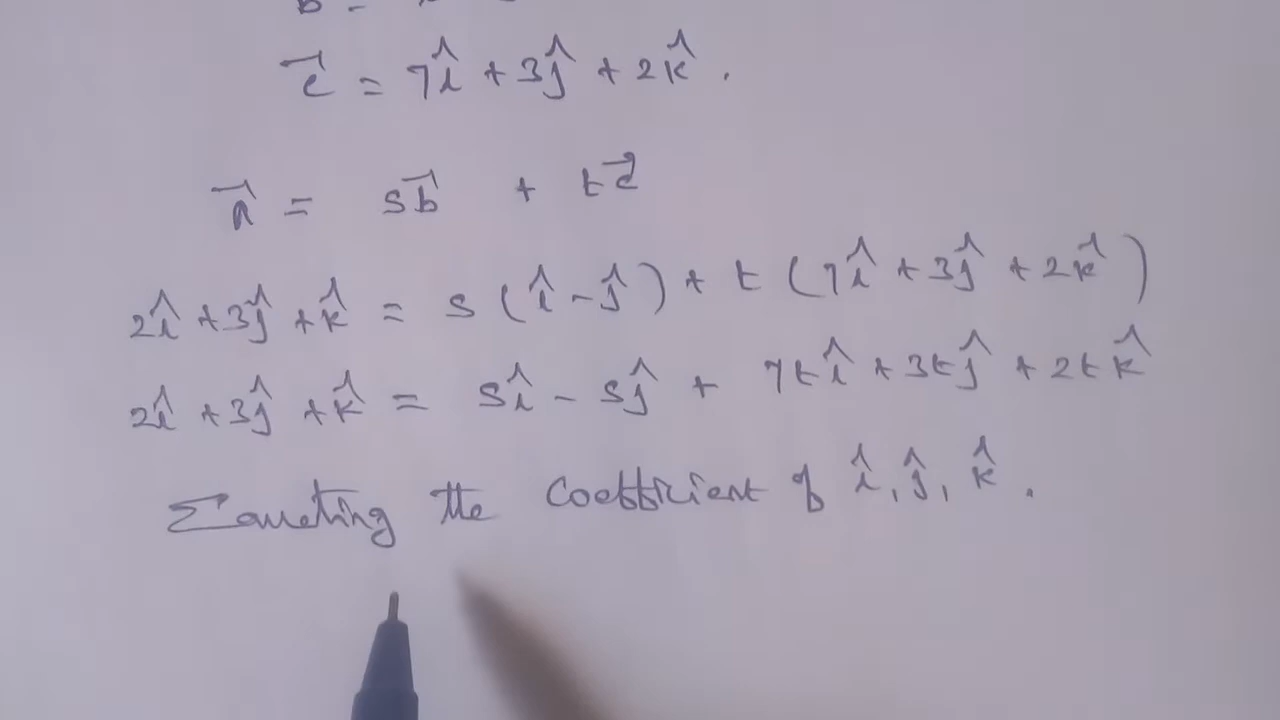 c⃗ = 7î + 3ĵ + 2k̂ .
a⃗ = sb⃗ + tc⃗
2î + 3ĵ + k̂ = s (î - ĵ) + t (7î + 3ĵ + 2k̂)
2î + 3ĵ + k̂ = sî - sĵ + 7tî + 3tĵ + 2tk̂
Equating the coefficient of î, ĵ, k̂ .